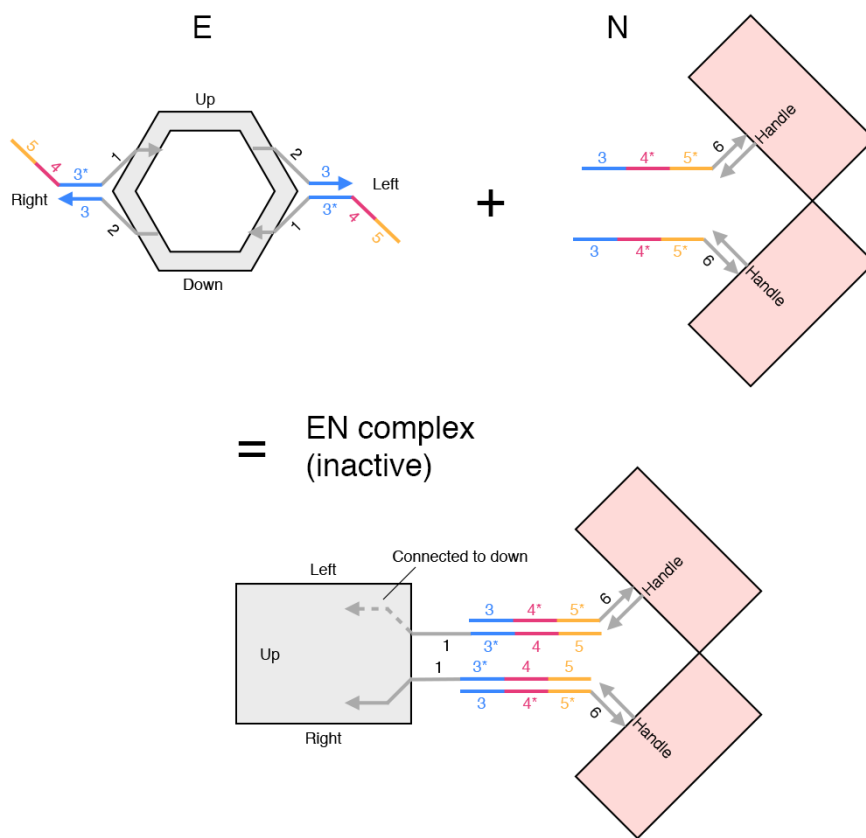 E
N
+
Up
5
4
3*
1
2
3
Left
Right
3
2
1
3*
4
5
Down
3
4*
5*
6
Handle
3
4*
5*
6
Handle
=
EN complex
(inactive)
Left
Connected to down
Up
Right
3
4*
5*
6
Handle
1
3*
4
5
1
3*
4
5
3
4*
5*
6
Handle